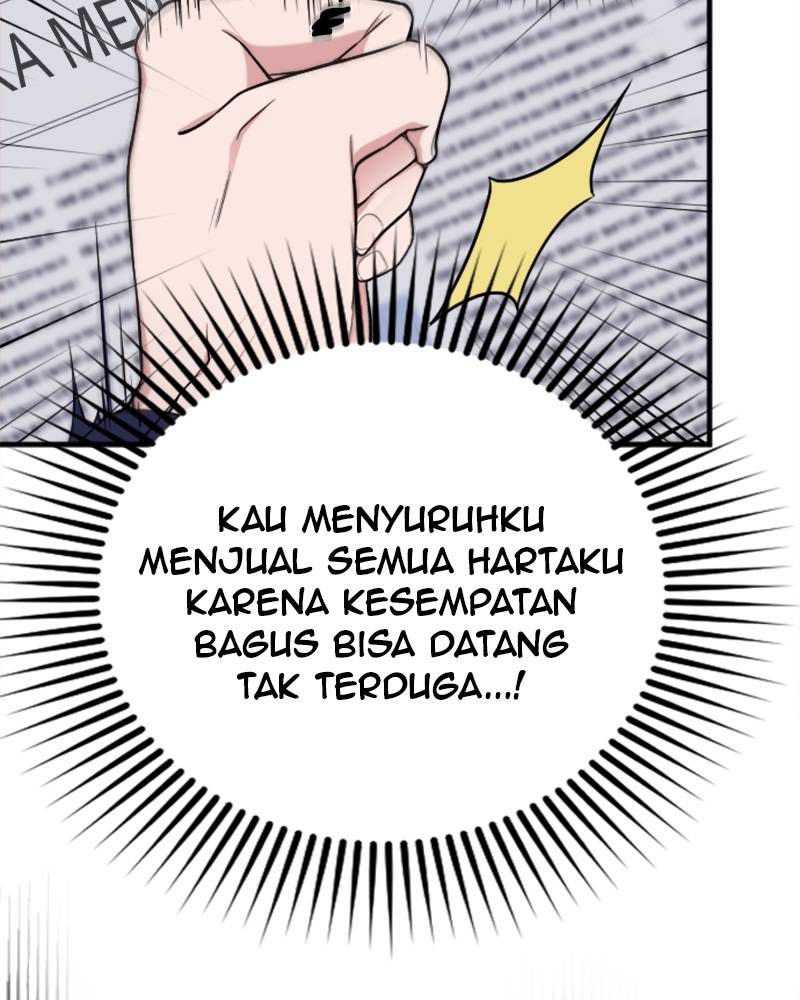 KAU MENYURUHKU
MENJUAL SEMUA HARTAKU
KARENA KESEMPATAN
BAGUS BISA DATANG
TAK TERDUGA...!